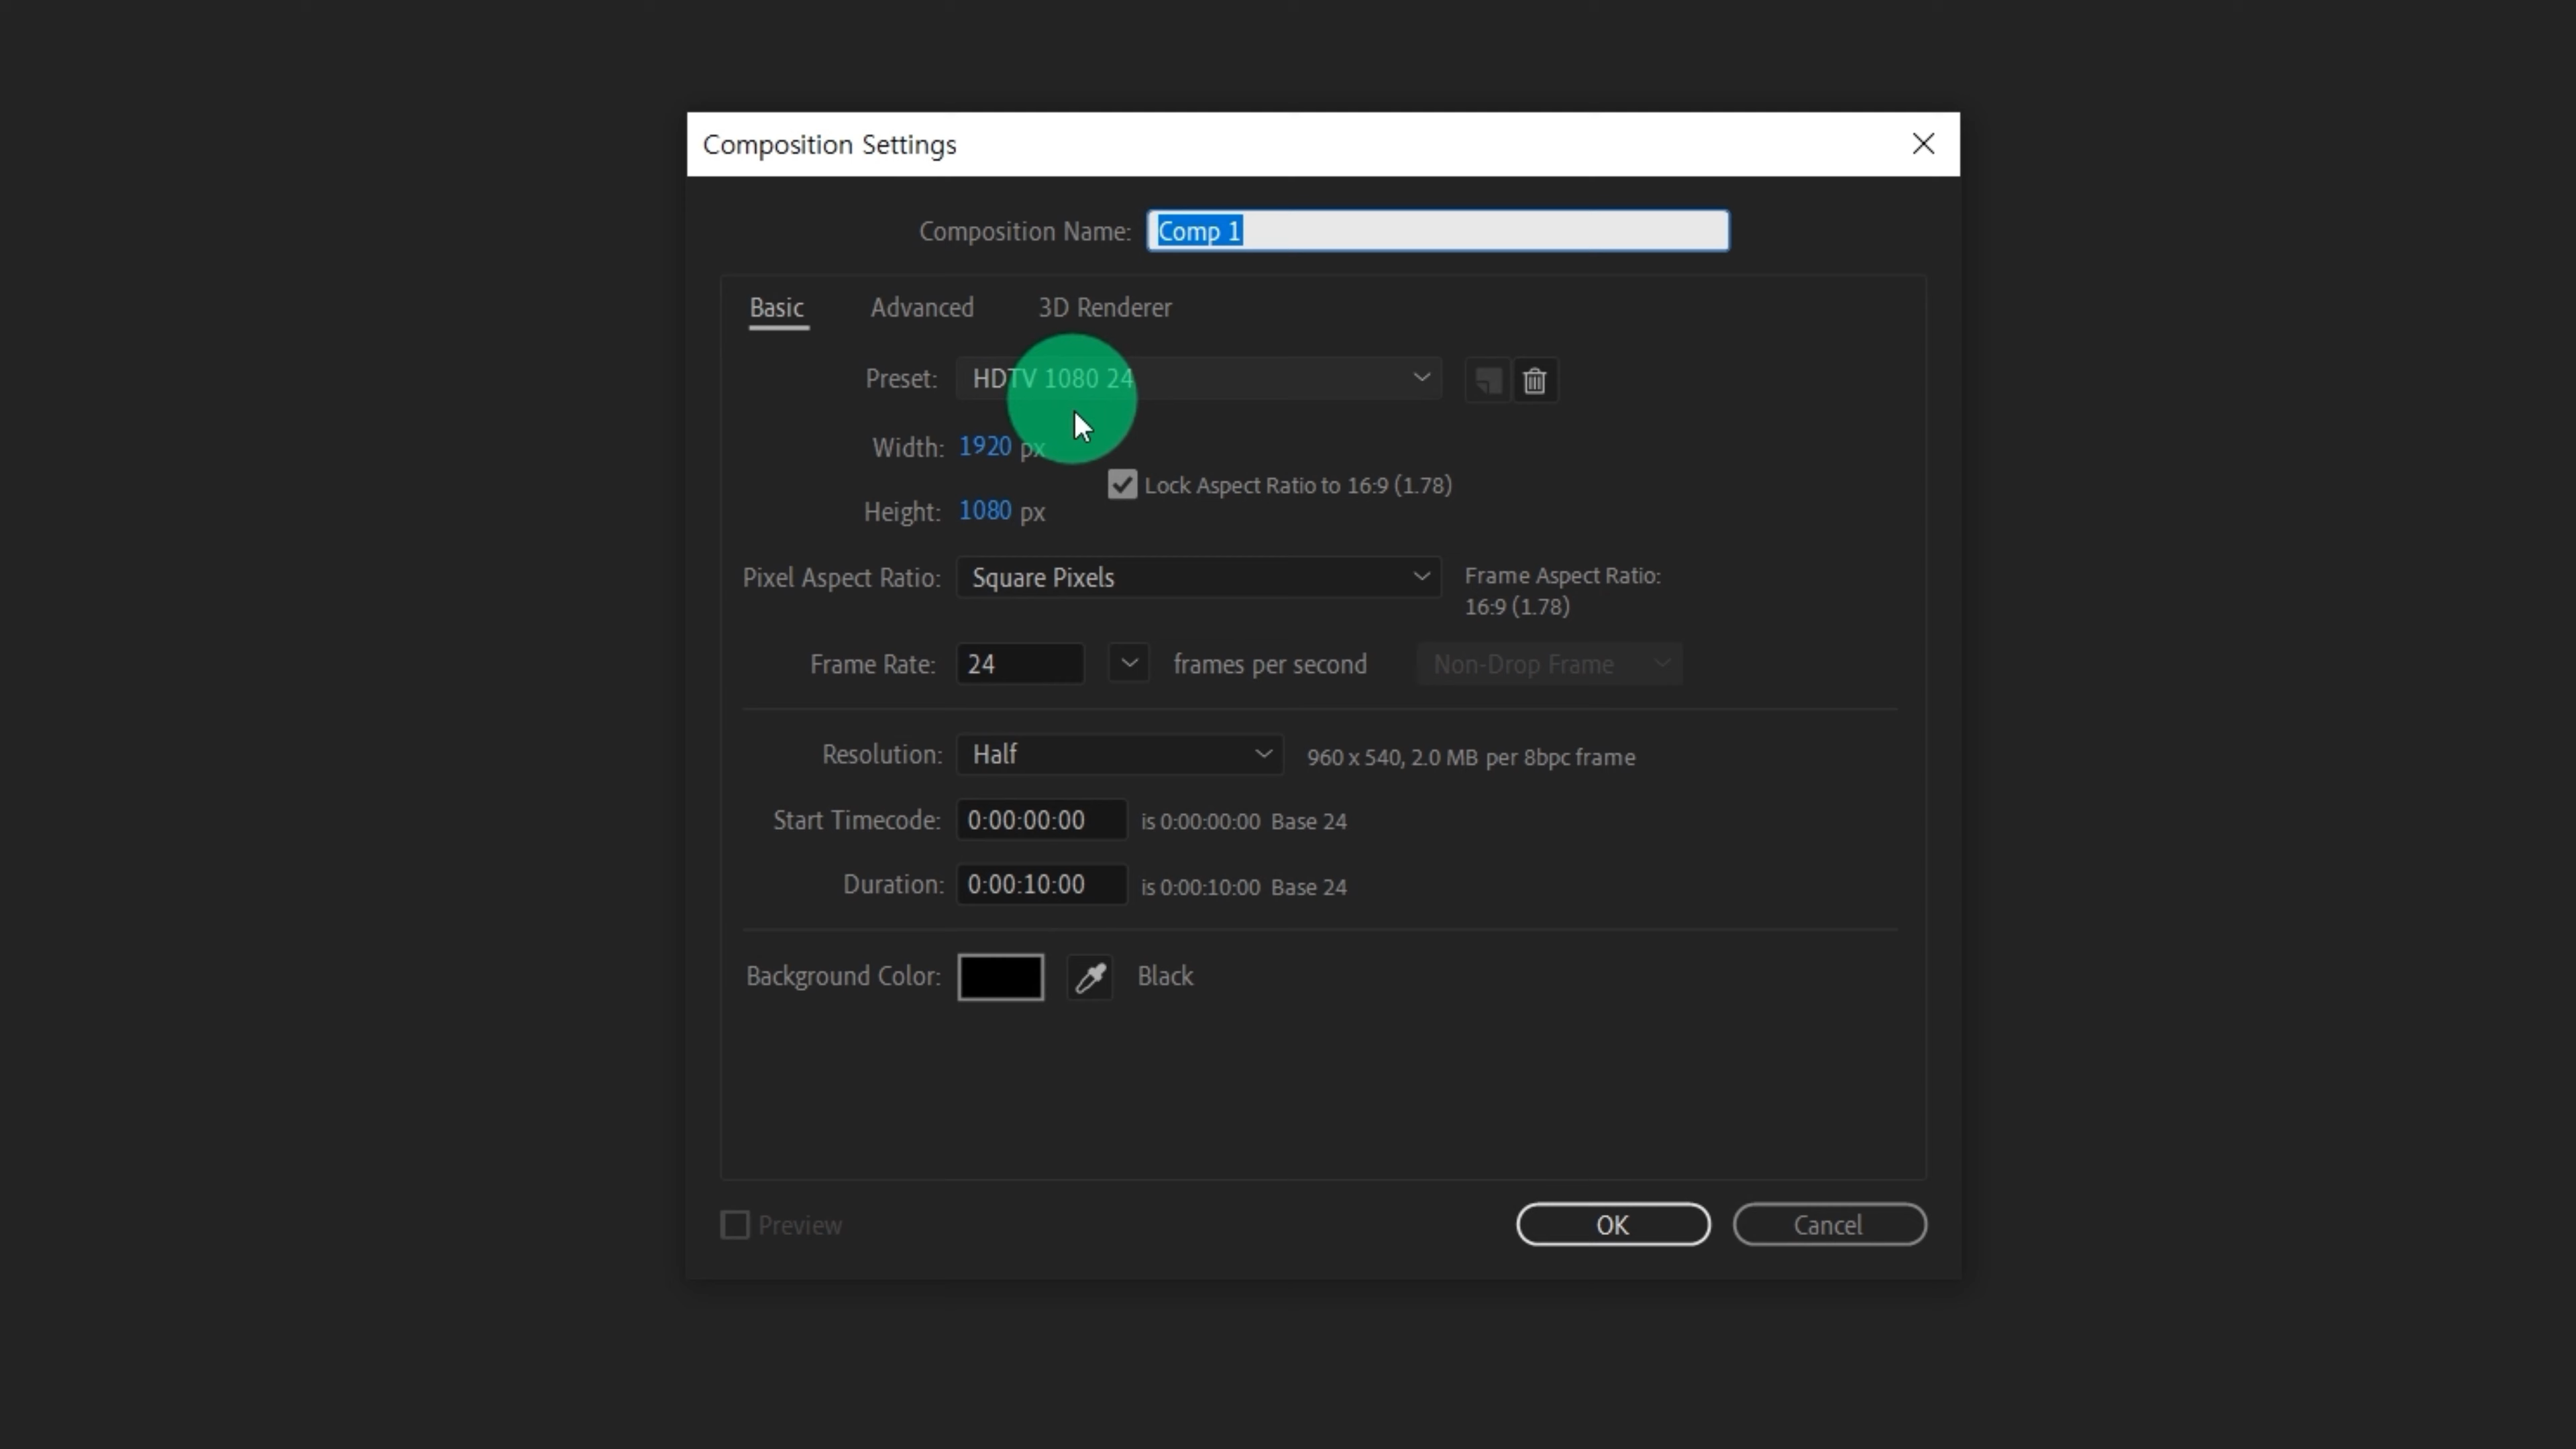 Composition Settings
Composition Name: Comp 1
Basic Advanced 3D Renderer
Preset: HDTV 1080 24
Width: 1920 px
Lock Aspect Ratio to 16:9 (1.78)
Height: 1080 px
Pixel Aspect Ratio: Square Pixels Frame Aspect Ratio:
16:9 (1.78)
Frame Rate: 24 frames per second Non-Drop Frame
Resolution: Half 960 x 540, 2.0 MB per 8bpc frame
Start Timecode: 0:00:00:00 is 0:00:00:00 Base 24
Duration: 0:00:10:00 is 0:00:10:00 Base 24
Background Color: Black
Preview OK Cancel